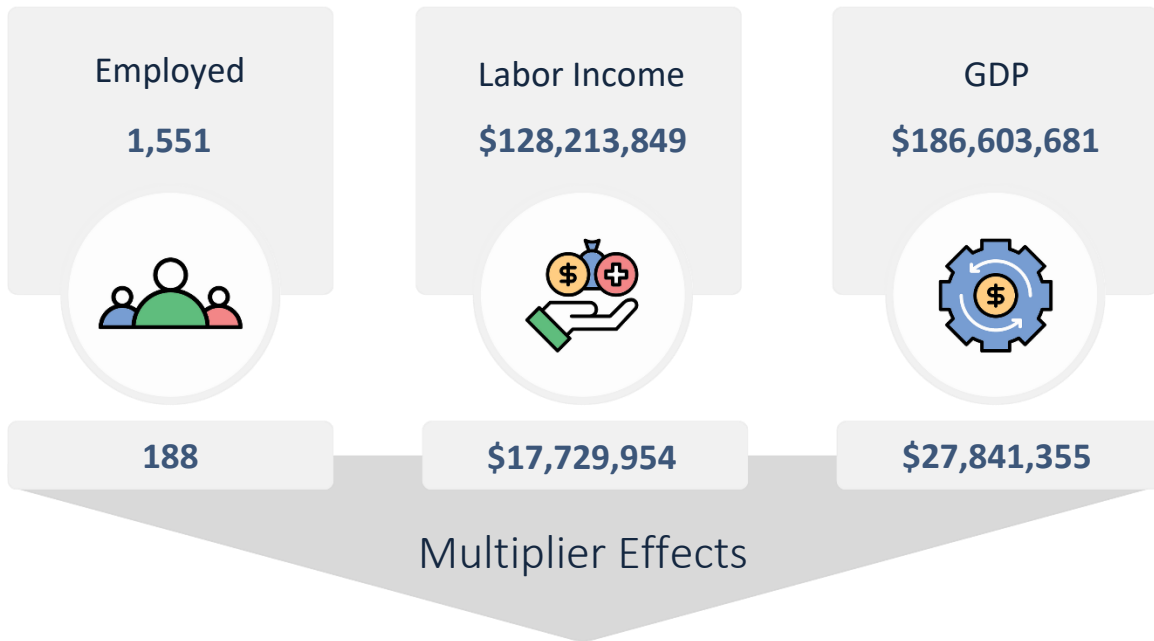 Employed
1,551
Labor Income
$128,213,849
GDP
$186,603,681
$
$
188
$17,729,954
$27,841,355
Multiplier Effects